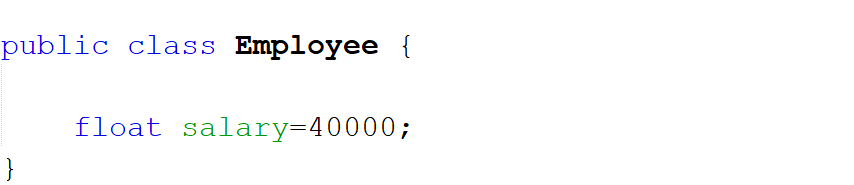 public class Employee {
    float salary=40000;
}